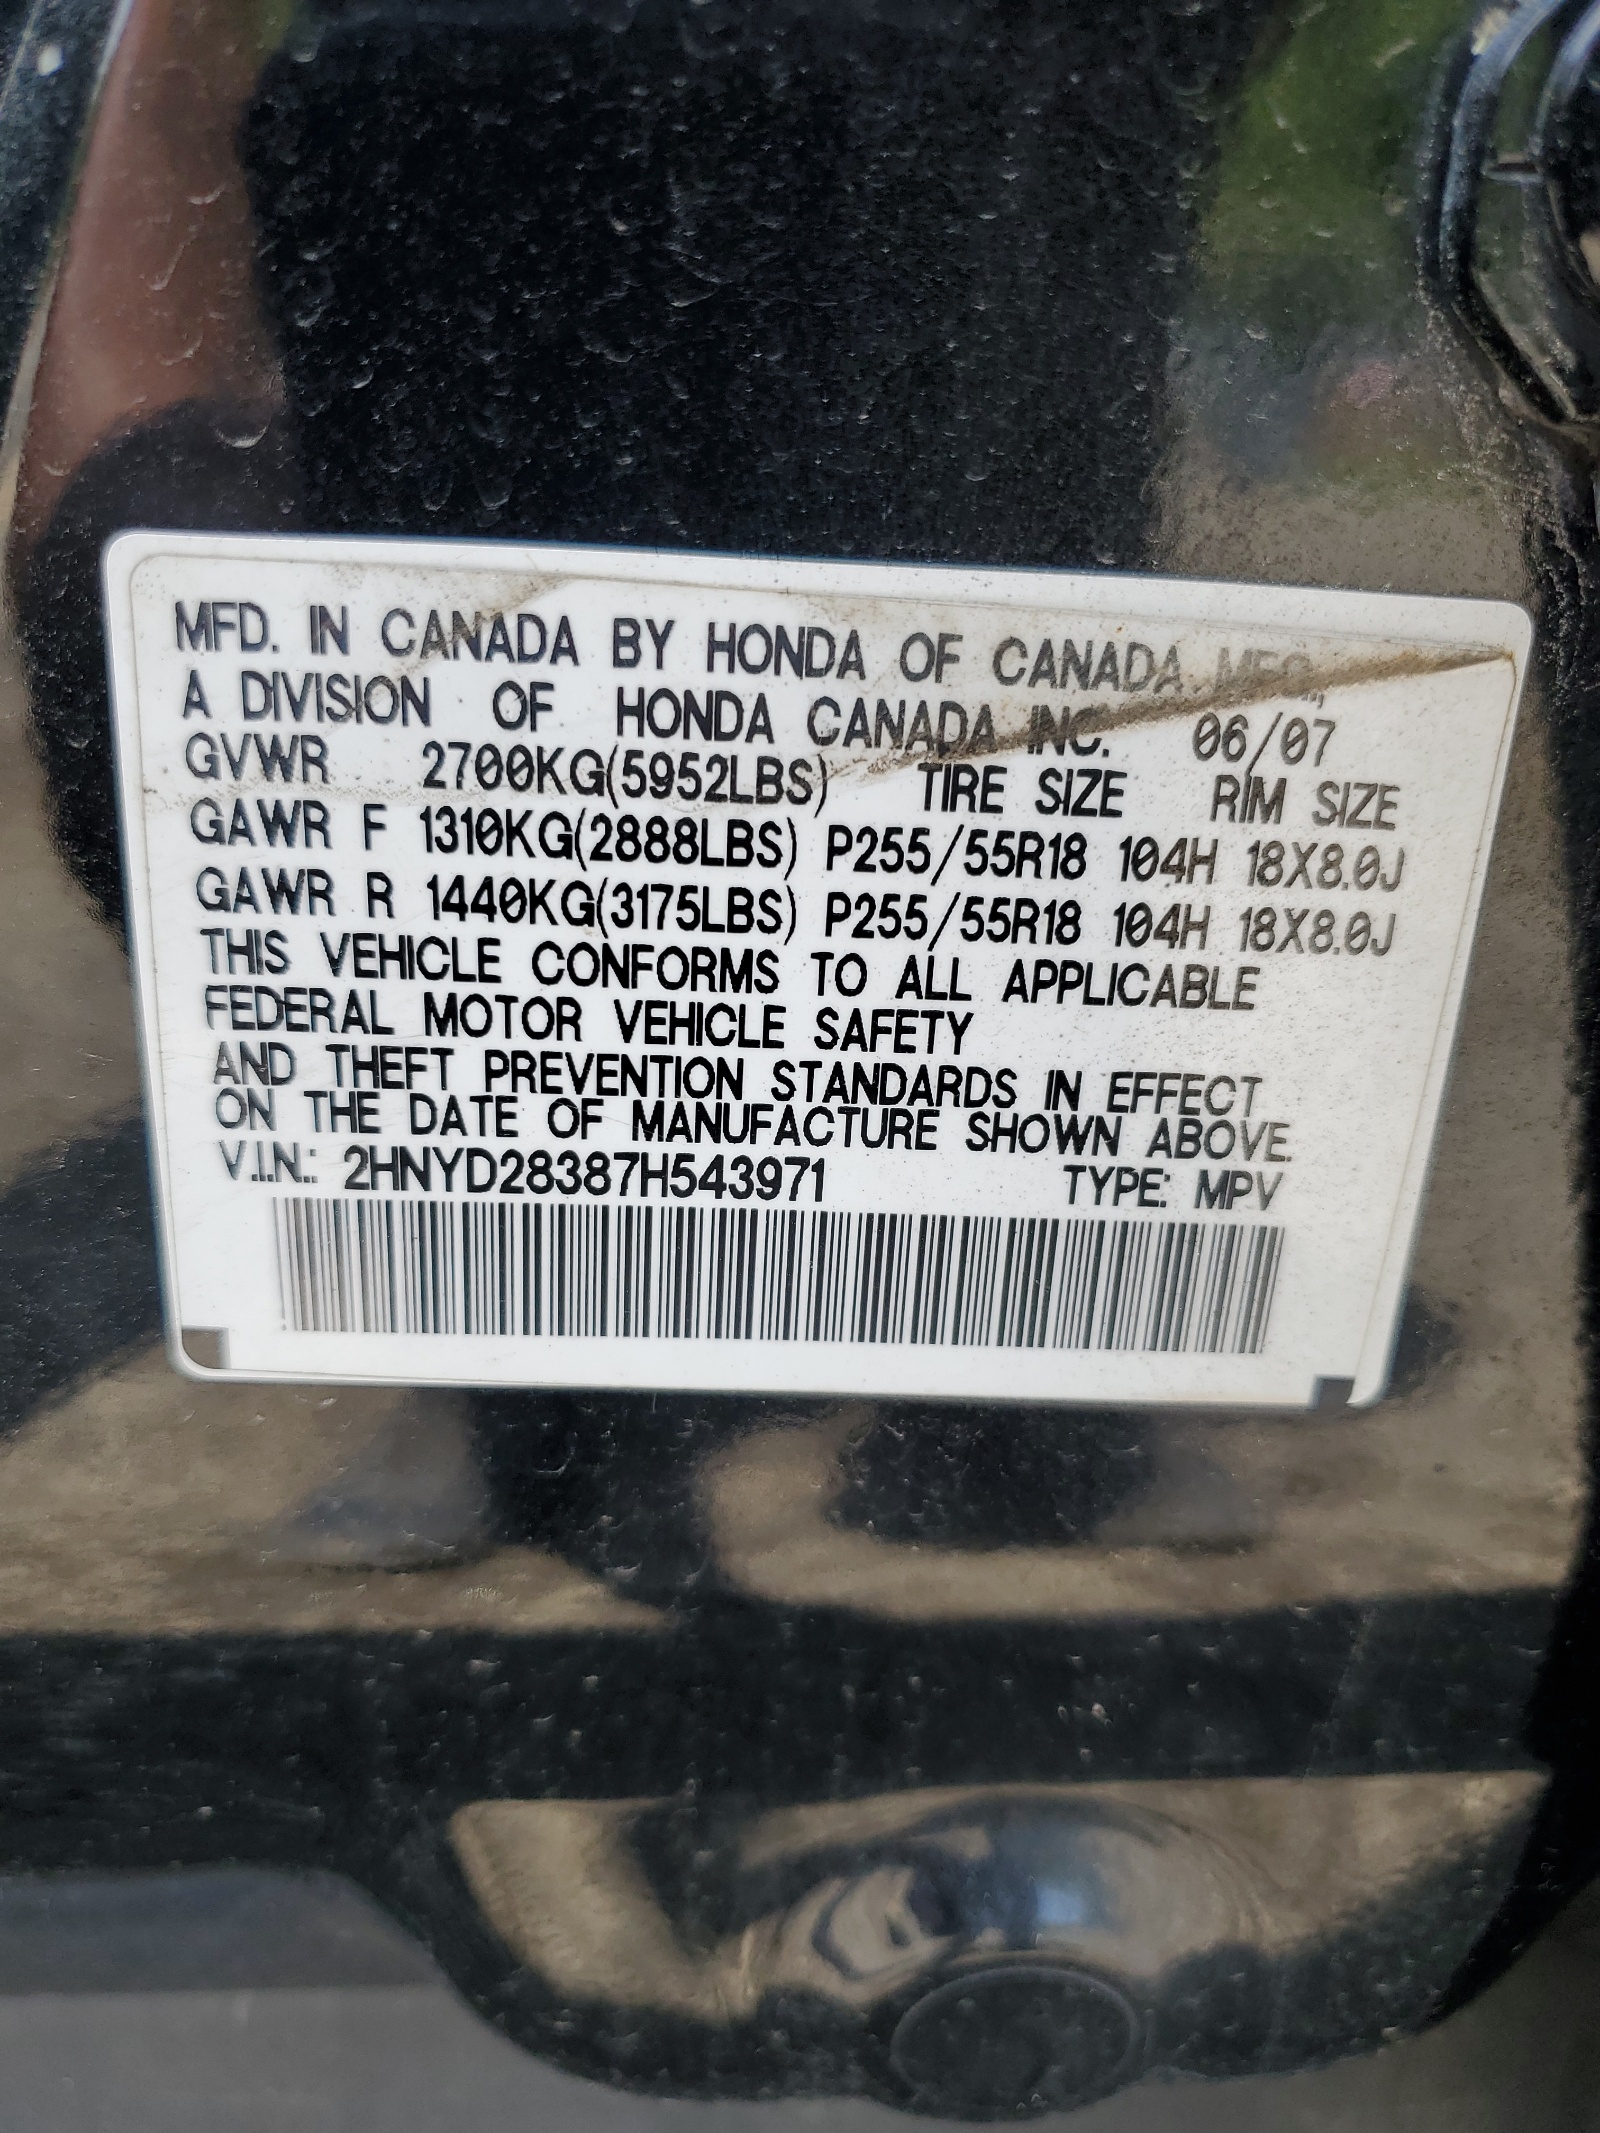 MFD. IN CANADA BY HONDA OF CANADA MFG.,
A DIVISION OF HONDA CANADA INC. 06/07
GVWR 2700KG(5952LBS) TIRE SIZE RIM SIZE
GAWR F 1310KG(2888LBS) P255/55R18 104H 18X8.0J
GAWR R 1440KG(3175LBS) P255/55R18 104H 18X8.0J
THIS VEHICLE CONFORMS TO ALL APPLICABLE
FEDERAL MOTOR VEHICLE SAFETY
AND THEFT PREVENTION STANDARDS IN EFFECT
ON THE DATE OF MANUFACTURE SHOWN ABOVE.
V.I.N.: 2HNYD28387H543971 TYPE: MPV